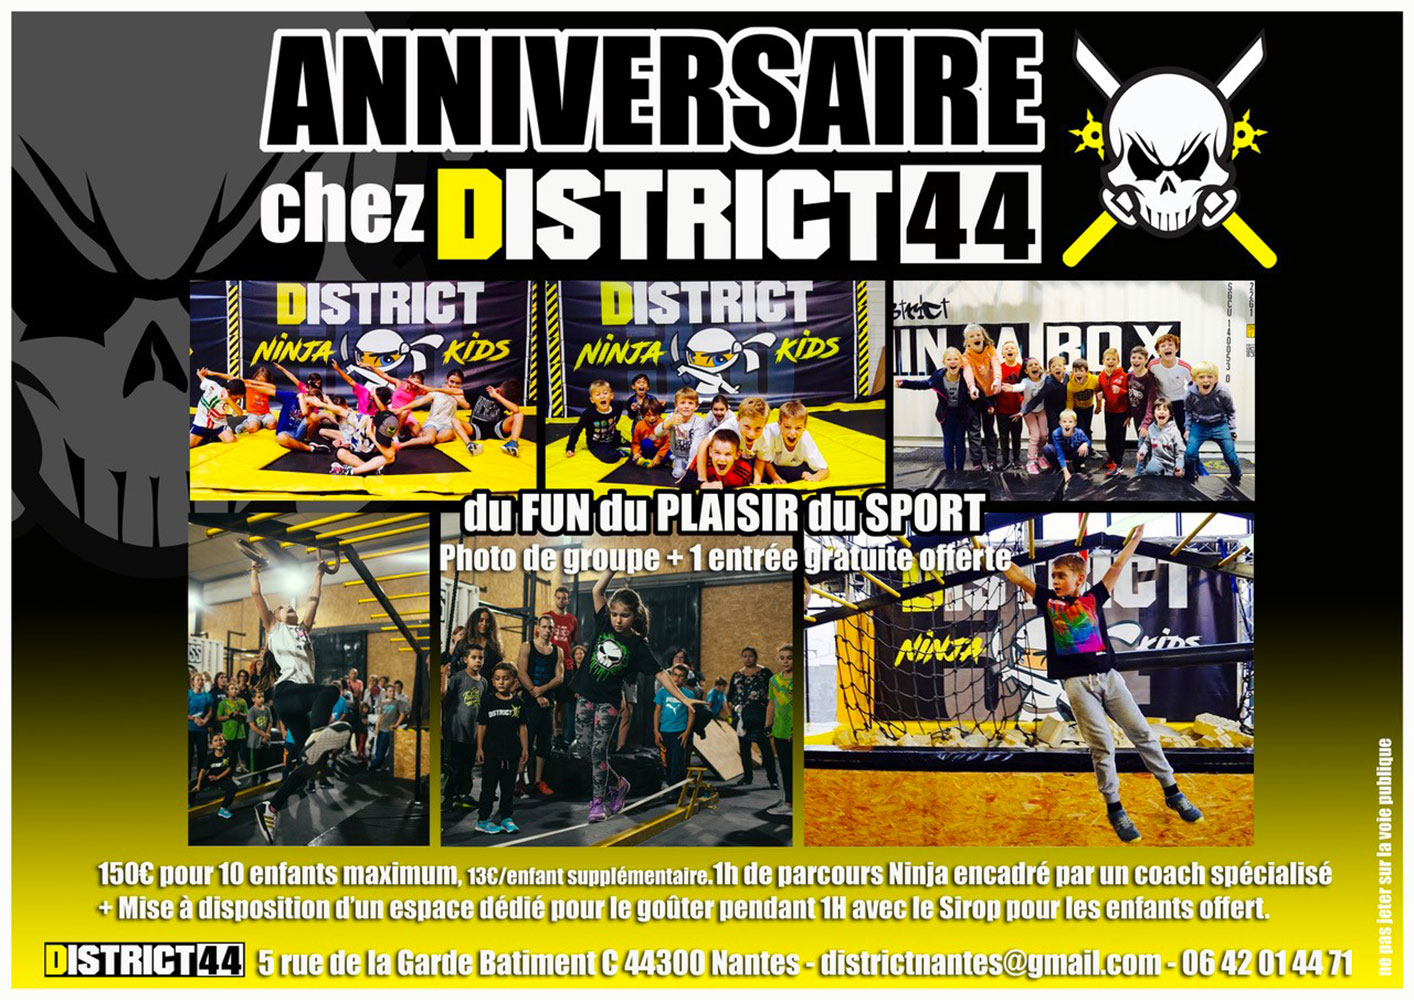 ANNIVERSAIRE
chez DISTRICT 44
DISTRICT
NINJA KIDS
DISTRICT
NINJA KIDS
District
NINJA BOX
du FUN du PLAISIR du SPORT
Photo de groupe + 1 entrée gratuite offerte
DISTRICT
DISTRICT
NINJA KIDS
150€ pour 10 enfants maximum, 13€/enfant supplémentaire.1h de parcours Ninja encadré par un coach spécialisé
+ Mise à disposition d'un espace dédié pour le goûter pendant 1H avec le Sirop pour les enfants offert.
DISTRICT 44 5 rue de la Garde Batiment C 44300 Nantes - districtnantes@gmail.com - 06 42 01 44 71
ne pas jeter sur la voie publique